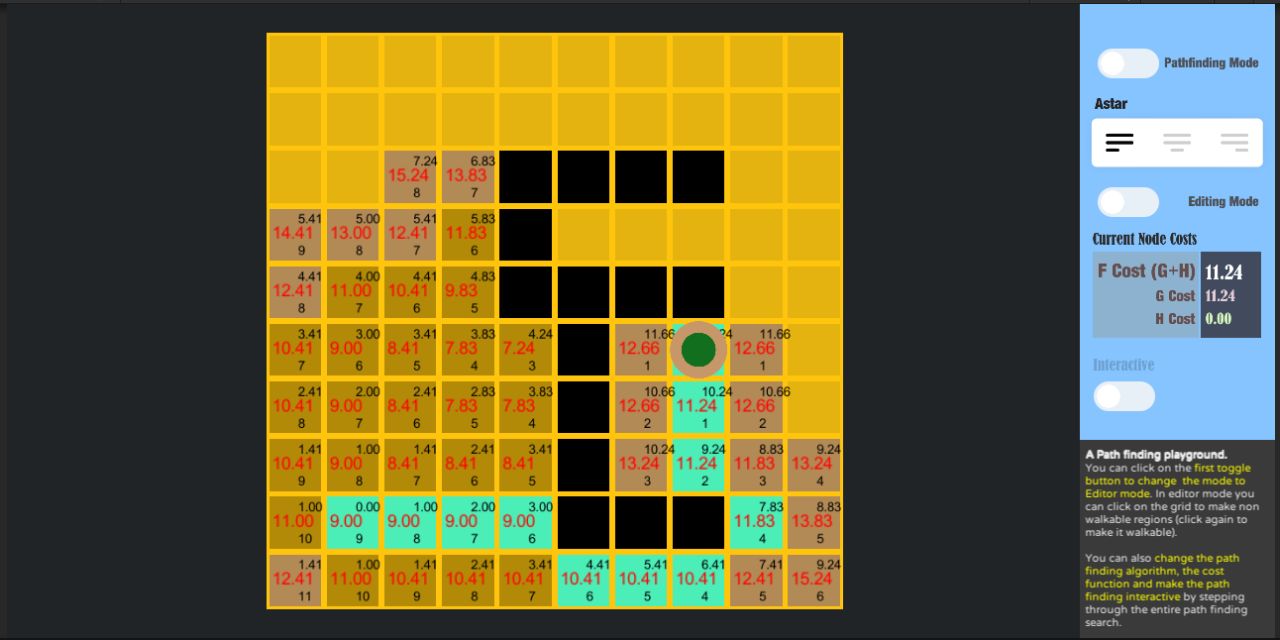 Pathfinding Mode
Astar
Editing Mode
Current Node Costs
F Cost (G+H) 11.24
G Cost 11.24
H Cost 0.00
Interactive
A Path finding playground.
You can click on the first toggle
button to change the mode to
Editor mode. In editor mode you
can click on the grid to make non
walkable regions (click again to
make it walkable).
You can also change the path
finding algorithm, the cost
function and make the path
finding interactive by stepping
through the entire path finding
search.
7.24 6.83
15.24 13.83
8 7
5.41 5.00 5.41 5.83
14.41 13.00 12.41 11.83
9 8 7 6
4.41 4.00 4.41 4.83
12.41 11.00 10.41 9.83
8 7 6 5
3.41 3.00 3.41 3.83 4.24 11.66 24 11.66
10.41 9.00 8.41 7.83 7.24 12.66 12.66
7 6 5 4 3 1 1
2.41 2.00 2.41 2.83 3.83 10.66 10.24 10.66
10.41 9.00 8.41 7.83 7.83 12.66 11.24 12.66
8 7 6 5 4 2 1 2
1.41 1.00 1.41 2.41 3.41 10.24 9.24 8.83 9.24
10.41 9.00 8.41 8.41 8.41 13.24 11.24 11.83 13.24
9 8 7 6 5 3 2 3 4
1.00 0.00 1.00 2.00 3.00 7.83 8.83
11.00 9.00 9.00 9.00 9.00 11.83 13.83
10 9 8 7 6 4 5
1.41 1.00 1.41 2.41 3.41 4.41 5.41 6.41 7.41 9.24
12.41 11.00 10.41 10.41 10.41 10.41 10.41 10.41 12.41 15.24
11 10 9 8 7 6 5 4 5 6